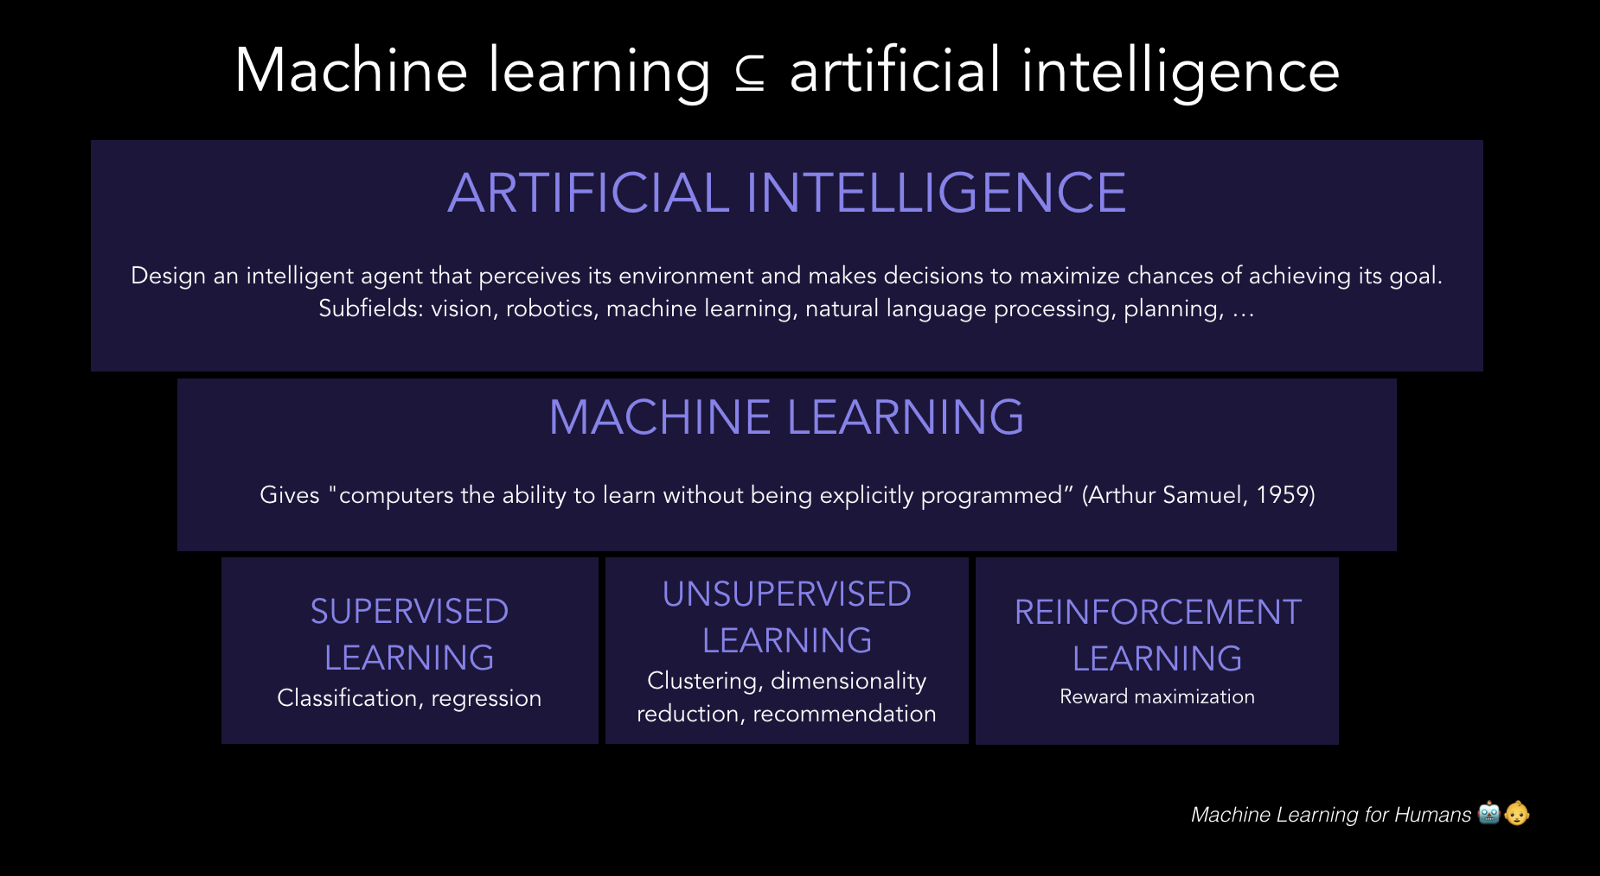 Machine learning ⊆ artificial intelligence
ARTIFICIAL INTELLIGENCE
Design an intelligent agent that perceives its environment and makes decisions to maximize chances of achieving its goal.
Subfields: vision, robotics, machine learning, natural language processing, planning, …
MACHINE LEARNING
Gives "computers the ability to learn without being explicitly programmed” (Arthur Samuel, 1959)
SUPERVISED
LEARNING
Classification, regression
UNSUPERVISED
LEARNING
Clustering, dimensionality
reduction, recommendation
REINFORCEMENT
LEARNING
Reward maximization
Machine Learning for Humans 🤖👶